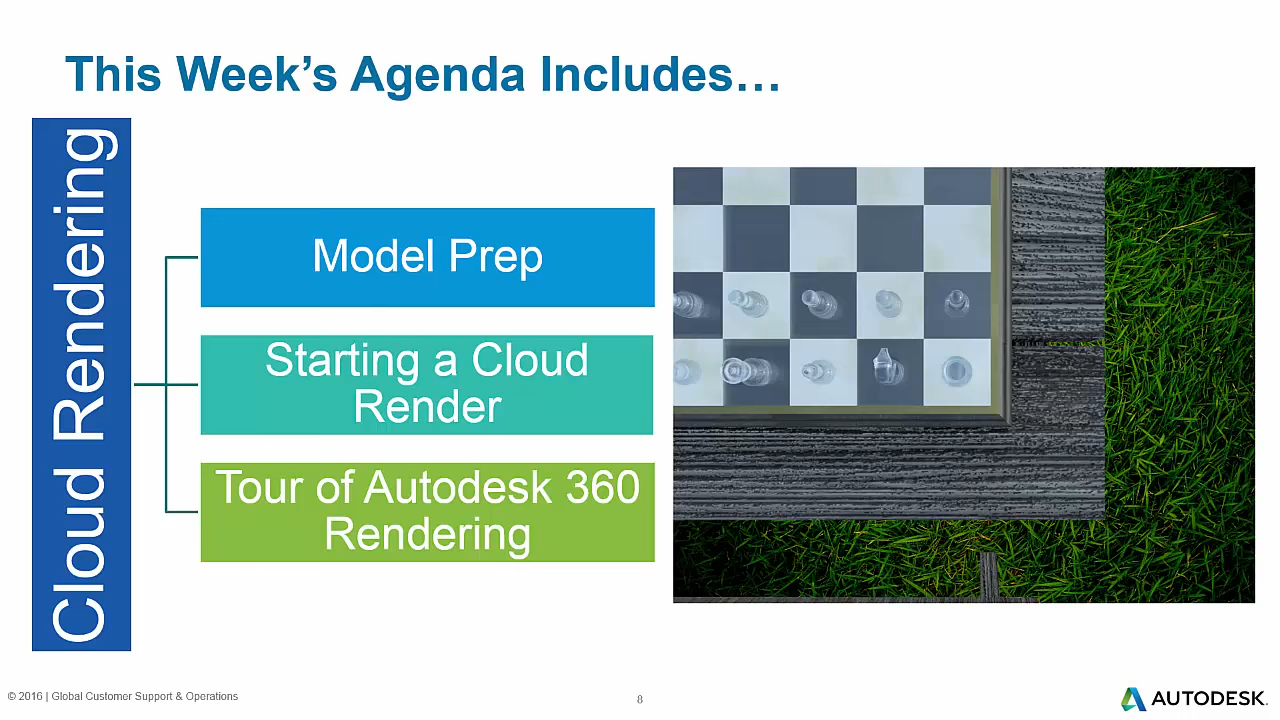 This Week's Agenda Includes…
Cloud Rendering
Model Prep
Starting a Cloud
Render
Tour of Autodesk 360
Rendering
© 2016 | Global Customer Support & Operations
8
AUTODESK.